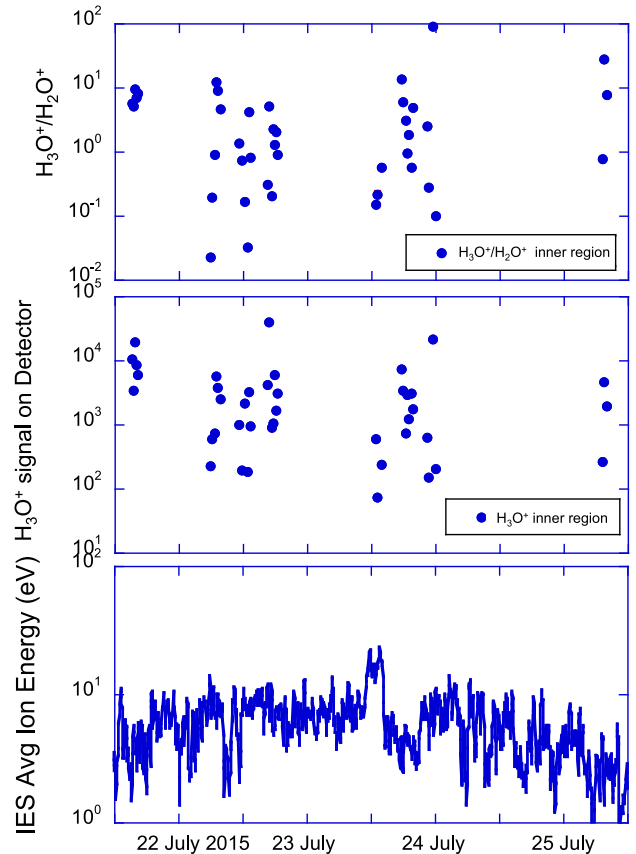 10²
10¹
10⁰
10⁻¹
10⁻²
H₃O⁺/H₂O⁺
H₃O⁺/H₂O⁺ inner region
10⁵
10⁴
10³
10²
10¹
H₃O⁺ signal on Detector
H₃O⁺ inner region
10²
10¹
10⁰
IES Avg Ion Energy (eV)
22 July 2015 23 July 24 July 25 July